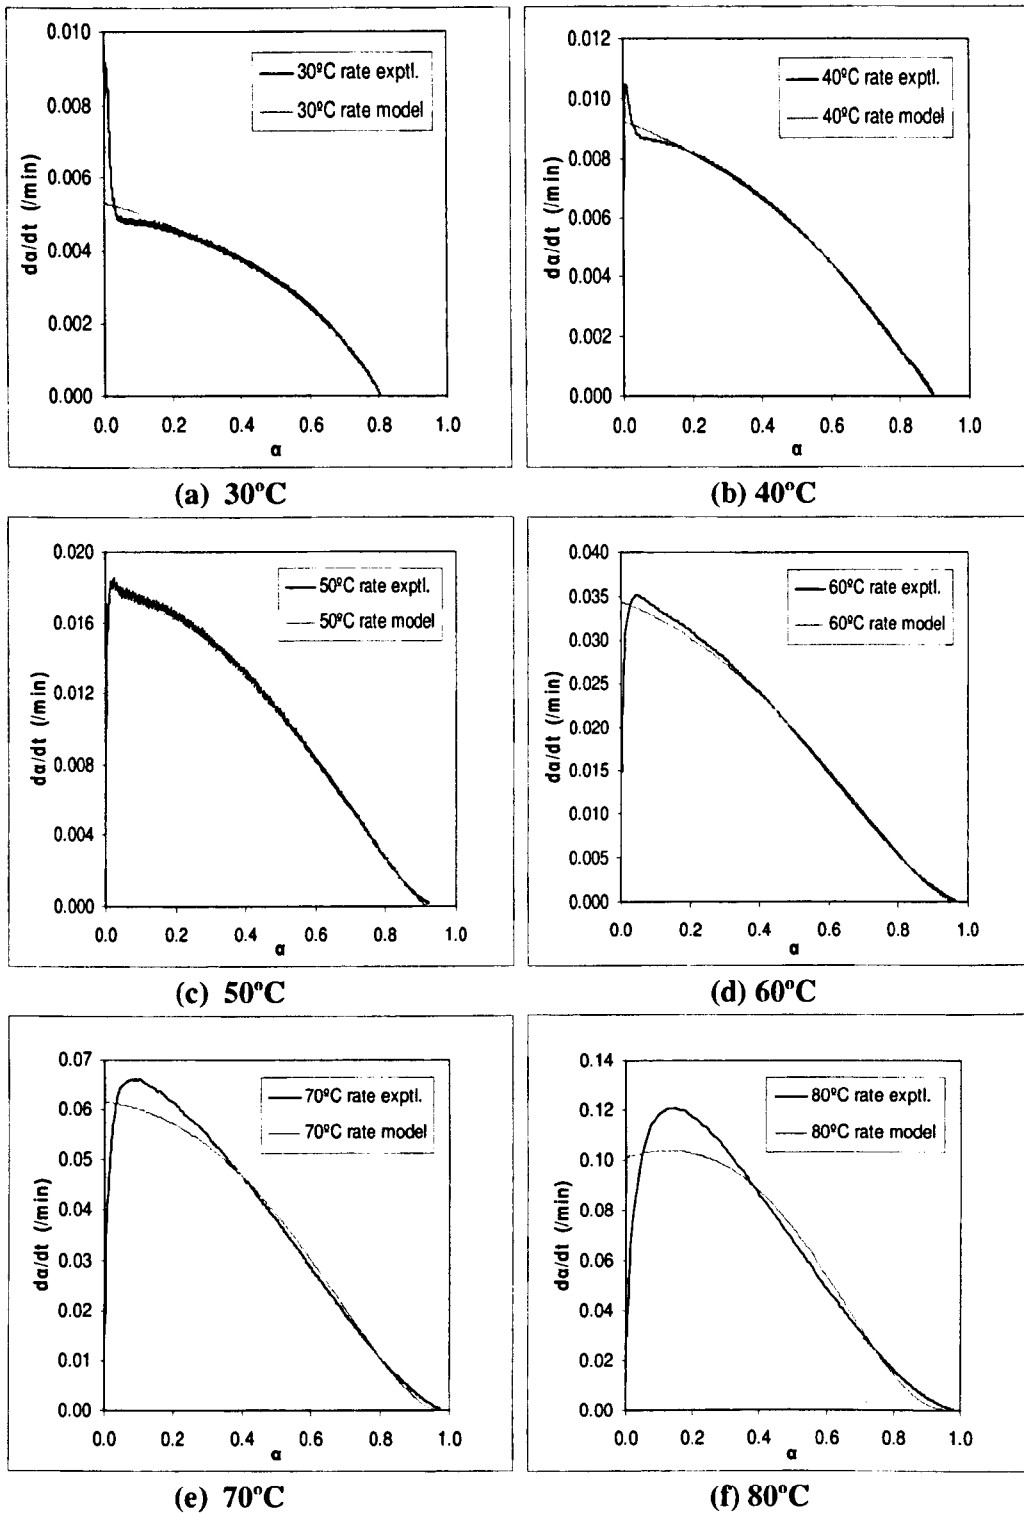 0.010
0.008
0.006
0.004
0.002
0.000
dα/dt (/min)
30ºC rate exptl.
30ºC rate model
0.0 0.2 0.4 0.6 0.8 1.0
α
(a) 30ºC
0.012
0.010
0.008
0.006
0.004
0.002
0.000
dα/dt (/min)
40ºC rate exptl.
40ºC rate model
0.0 0.2 0.4 0.6 0.8 1.0
α
(b) 40ºC
0.020
0.016
0.012
0.008
0.004
0.000
dα/dt (/min)
50ºC rate exptl.
50ºC rate model
0.0 0.2 0.4 0.6 0.8 1.0
α
(c) 50ºC
0.040
0.035
0.030
0.025
0.020
0.015
0.010
0.005
0.000
dα/dt (/min)
60ºC rate exptl.
60ºC rate model
0.0 0.2 0.4 0.6 0.8 1.0
α
(d) 60ºC
0.07
0.06
0.05
0.04
0.03
0.02
0.01
0.00
dα/dt (/min)
70ºC rate exptl.
70ºC rate model
0.0 0.2 0.4 0.6 0.8 1.0
α
(e) 70ºC
0.14
0.12
0.10
0.08
0.06
0.04
0.02
0.00
dα/dt (/min)
80ºC rate exptl.
80ºC rate model
0.0 0.2 0.4 0.6 0.8 1.0
α
(f) 80ºC